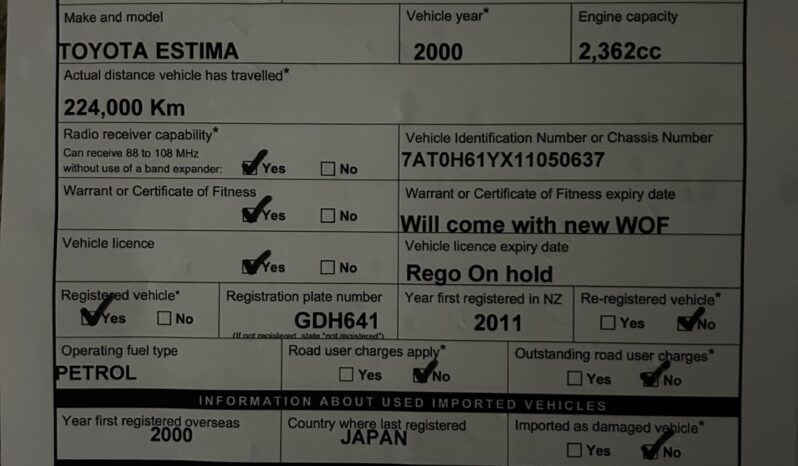 Make and model
Vehicle year*
Engine capacity
TOYOTA ESTIMA
2000
2,362cc
Actual distance vehicle has travelled*
224,000 Km
Radio receiver capability*
Can receive 88 to 108 MHz
without use of a band expander:
Yes
No
Vehicle Identification Number or Chassis Number
7AT0H61YX11050637
Warrant or Certificate of Fitness
Yes
No
Warrant or Certificate of Fitness expiry date
Will come with new WOF
Vehicle licence
Yes
No
Vehicle licence expiry date
Rego On hold
Registered vehicle*
Yes
No
Registration plate number
GDH641
(If not registered, state "not registered")
Year first registered in NZ
2011
Re-registered vehicle*
Yes
No
Operating fuel type
PETROL
Road user charges apply*
Yes
No
Outstanding road user charges*
Yes
No
INFORMATION ABOUT USED IMPORTED VEHICLES
Year first registered overseas
2000
Country where last registered
JAPAN
Imported as damaged vehicle*
Yes
No